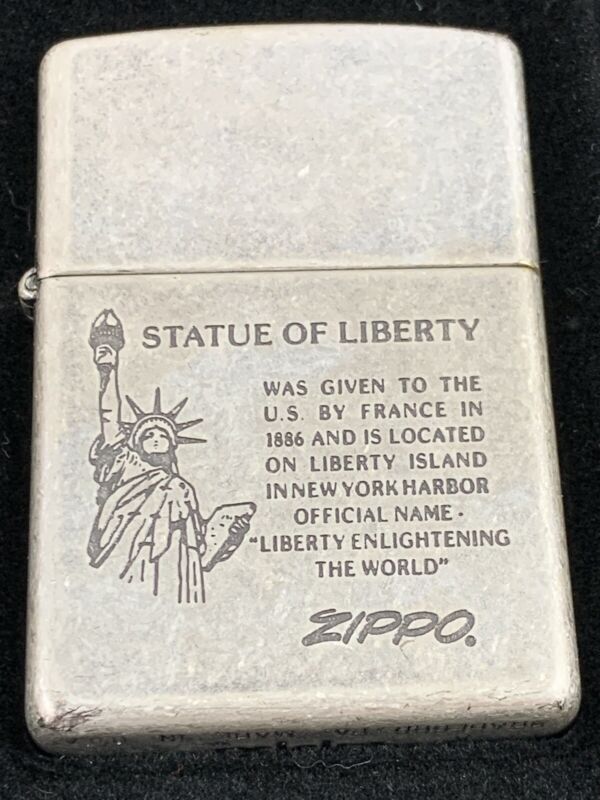 STATUE OF LIBERTY
WAS GIVEN TO THE
U.S. BY FRANCE IN
1886 AND IS LOCATED
ON LIBERTY ISLAND
IN NEW YORK HARBOR
OFFICIAL NAME -
"LIBERTY ENLIGHTENING
THE WORLD"
ZIPPO.